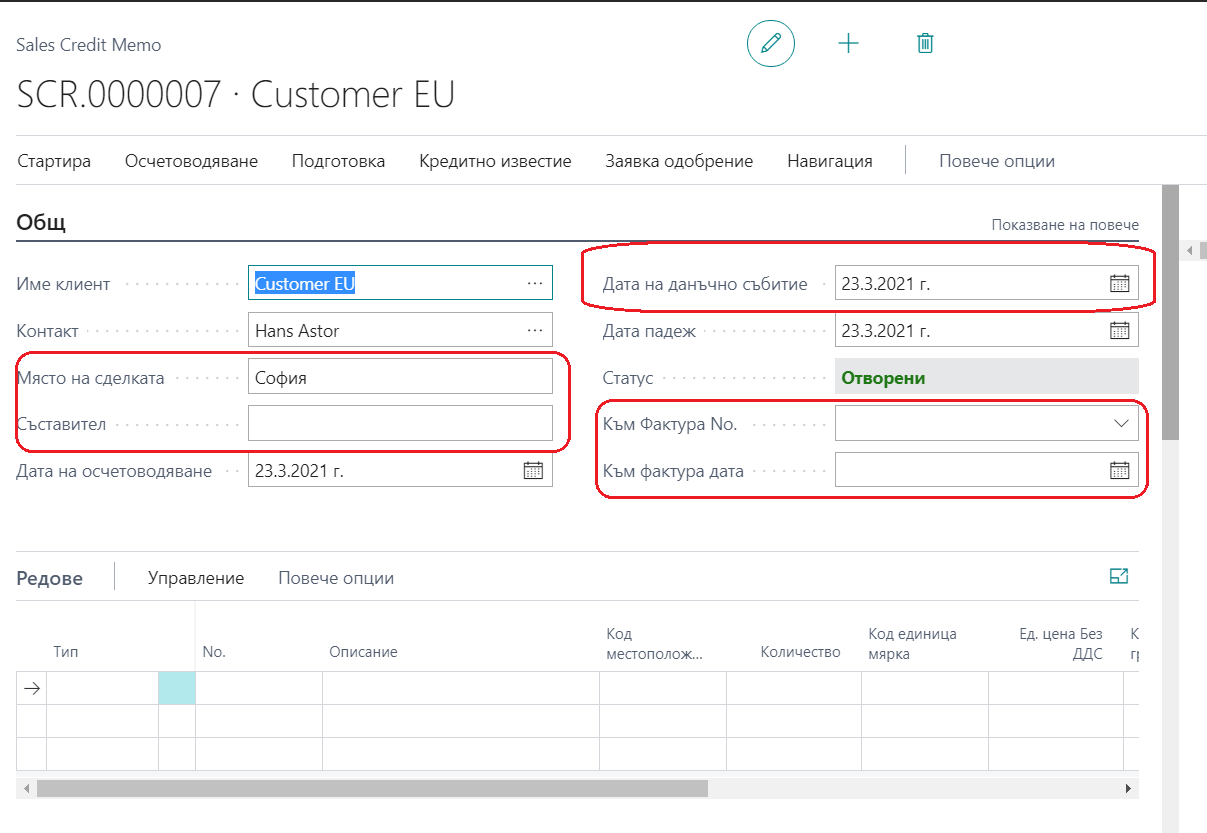 Sales Credit Memo
SCR.0000007 · Customer EU
Стартира Осчетоводяване Подготовка Кредитно известие Заявка одобрение Навигация Повече опции
Общ Показване на повече
Име клиент Customer EU ... Дата на данъчно събитие 23.3.2021 г.
Контакт Hans Astor ... Дата падеж 23.3.2021 г.
Място на сделката София Статус Отворени
Съставител Към Фактура No.
Дата на осчетоводяване 23.3.2021 г. Към фактура дата
Редове Управление Повече опции
Тип No. Описание Код местополож... Количество Код единица мярка Ед. цена Без ДДС